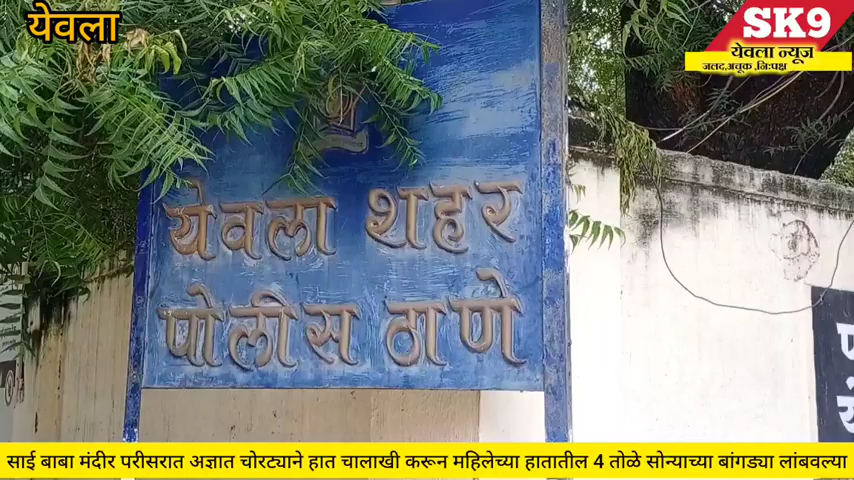 येवला
SK9
येवला न्यूज
जलद,अचूक ,निःपक्ष
येवला शहर
पोलीस ठाणे
साई बाबा मंदीर परीसरात अज्ञात चोरट्याने हात चालाखी करून महिलेच्या हातातील 4 तोळे सोन्याच्या बांगड्या लांबवल्या